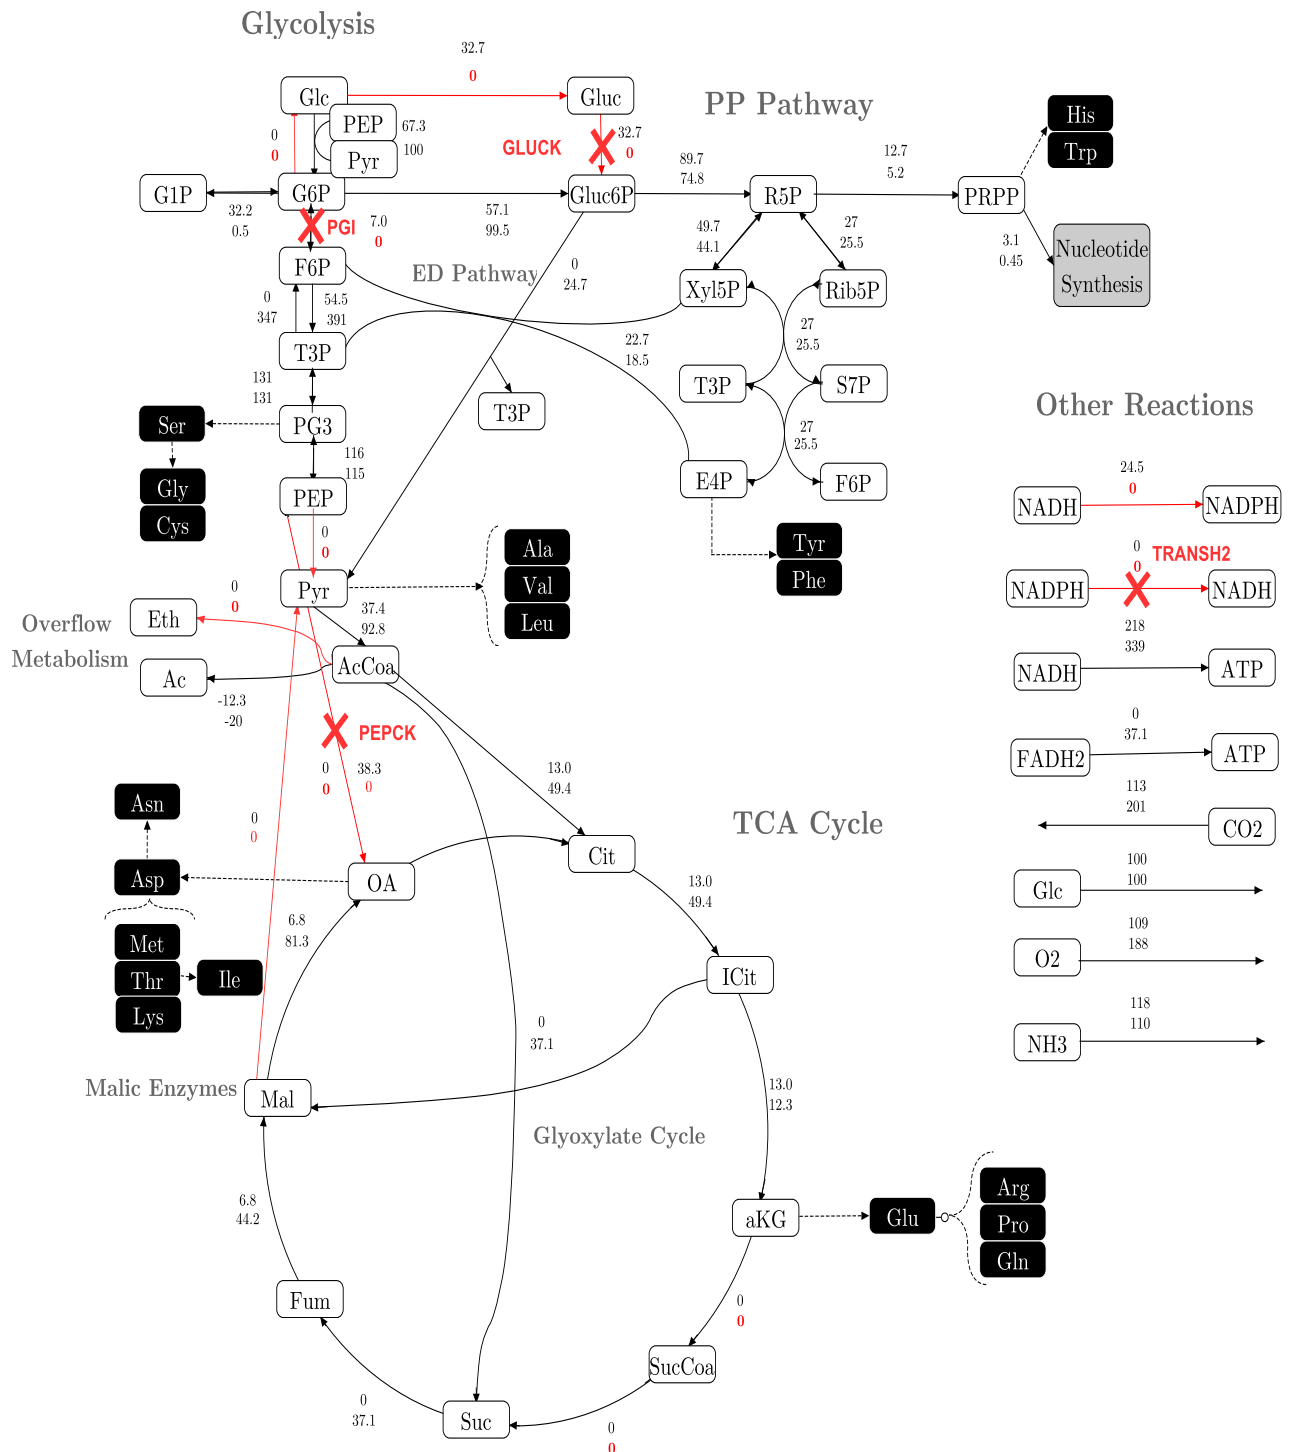 Glycolysis
32.7
0
Glc
Gluc
PEP
67.3
100
Pyr
0
0
GLUCK
32.7
0
PP Pathway
His
Trp
G1P
G6P
Gluc6P
R5P
PRPP
32.2
0.5
57.1
99.5
89.7
74.8
12.7
5.2
PGI
7.0
0
3.1
0.45
Nucleotide
Synthesis
F6P
ED Pathway
0
24.7
49.7
44.1
27
25.5
Xyl5P
Rib5P
0
347
54.5
391
T3P
22.7
18.5
27
25.5
T3P
S7P
131
131
T3P
Other Reactions
Ser
PG3
27
25.5
116
115
Gly
Cys
PEP
E4P
F6P
24.5
0
NADH
NADPH
0
0
Ala
Val
Leu
Tyr
Phe
0
0
TRANSH2
NADPH
NADH
Pyr
0
0
Eth
37.4
92.8
Overflow
Metabolism
AcCoa
Ac
-12.3
-20
218
339
NADH
ATP
PEPCK
0
37.1
FADH2
ATP
0
0
38.3
0
13.0
49.4
113
201
CO2
Asn
0
0
TCA Cycle
Cit
Asp
OA
100
100
Glc
13.0
49.4
Met
Thr
Lys
Ile
6.8
81.3
109
188
O2
ICit
118
110
NH3
0
37.1
Malic Enzymes
Mal
13.0
12.3
Glyoxylate Cycle
6.8
44.2
aKG
Glu
Arg
Pro
Gln
Fum
0
0
SucCoa
0
37.1
Suc
0
0